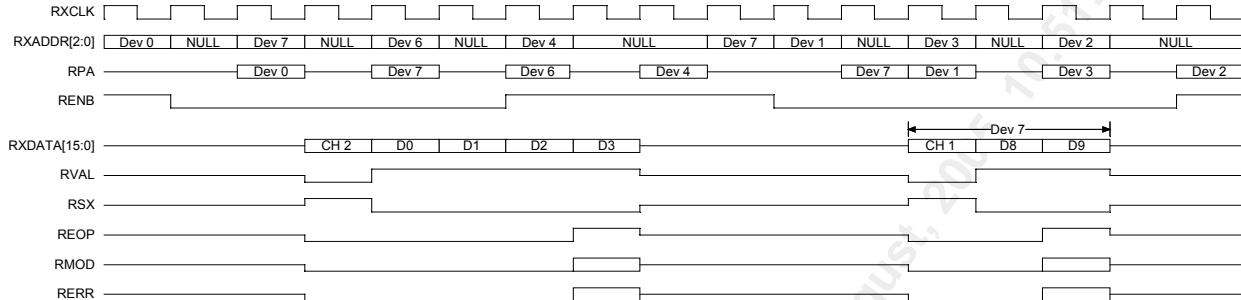 RXCLK
RXADDR[2:0] Dev 0 NULL Dev 7 NULL Dev 6 NULL Dev 4 NULL Dev 7 Dev 1 NULL Dev 3 NULL Dev 2 NULL
RPA Dev 0 Dev 7 Dev 6 Dev 4 Dev 7 Dev 1 Dev 3 Dev 2
RENB
Dev 7
RXDATA[15:0] CH 2 D0 D1 D2 D3 CH 1 D8 D9
RVAL
RSX
REOP
RMOD
RERR